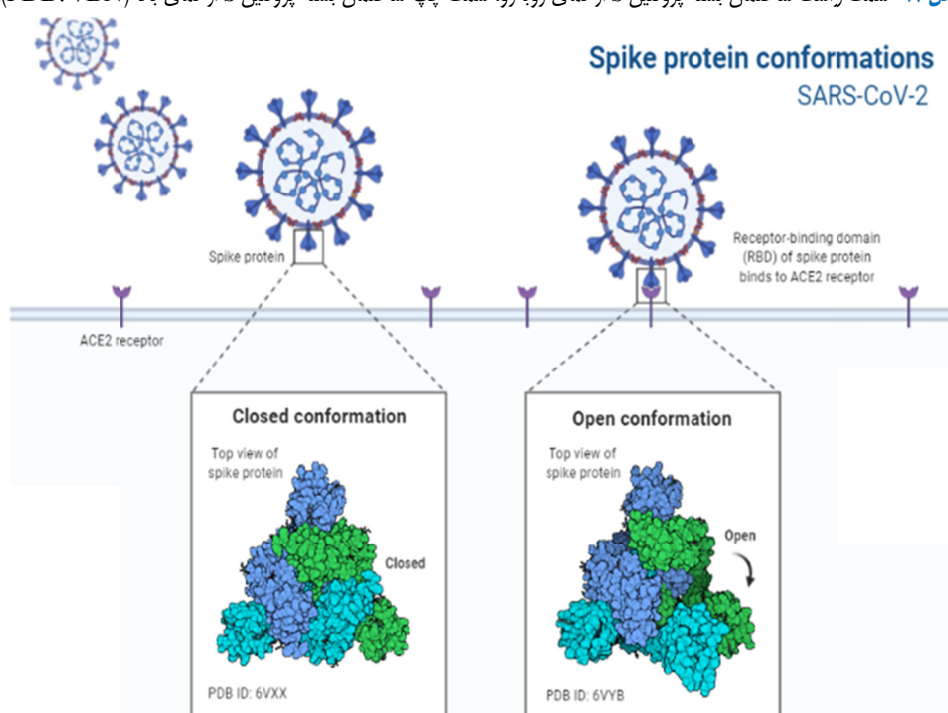 Spike protein conformations
SARS-CoV-2
Spike protein
Receptor-binding domain
(RBD) of spike protein
binds to ACE2 receptor
ACE2 receptor
Closed conformation
Top view of
spike protein
Closed
PDB ID: 6VXX
Open conformation
Top view of
spike protein
Open
PDB ID: 6VYB